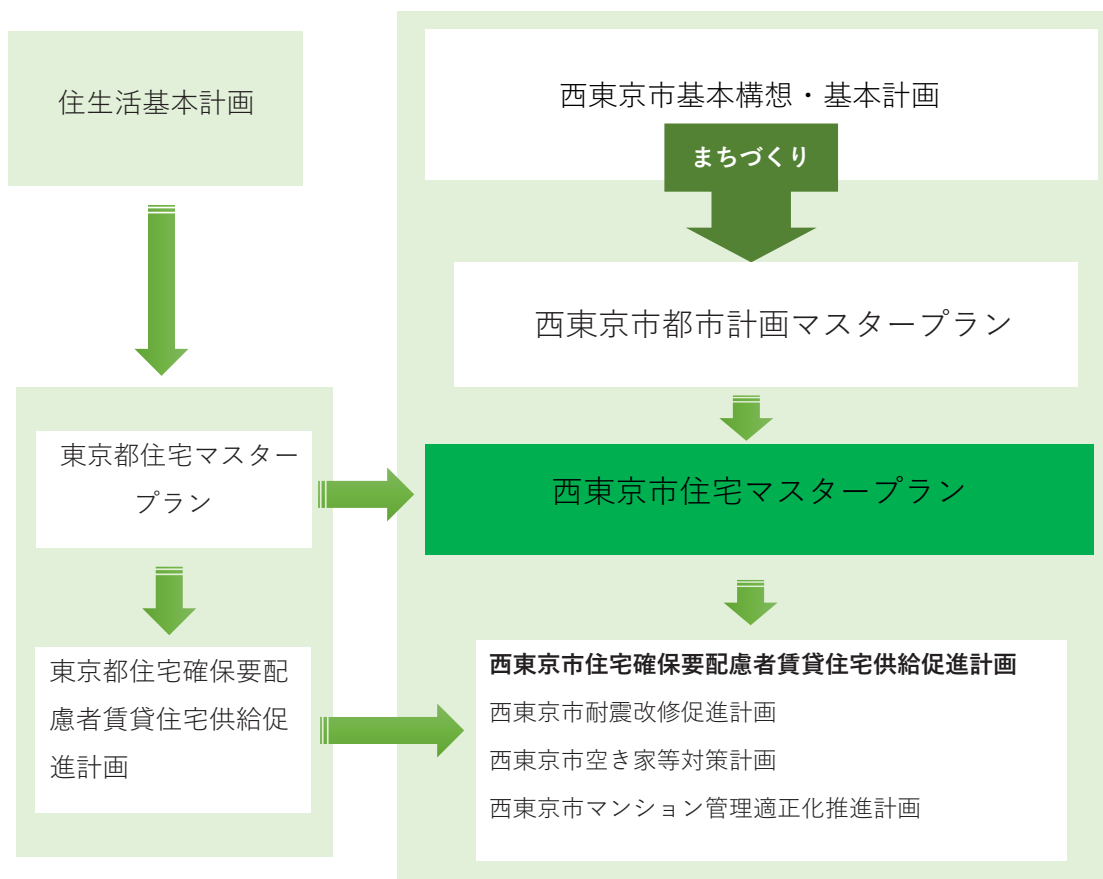 住生活基本計画
東京都住宅マスター
プラン
東京都住宅確保要配
慮者賃貸住宅供給促
進計画
西東京市基本構想・基本計画
まちづくり
西東京市都市計画マスタープラン
西東京市住宅マスタープラン
西東京市住宅確保要配慮者賃貸住宅供給促進計画
西東京市耐震改修促進計画
西東京市空き家等対策計画
西東京市マンション管理適正化推進計画